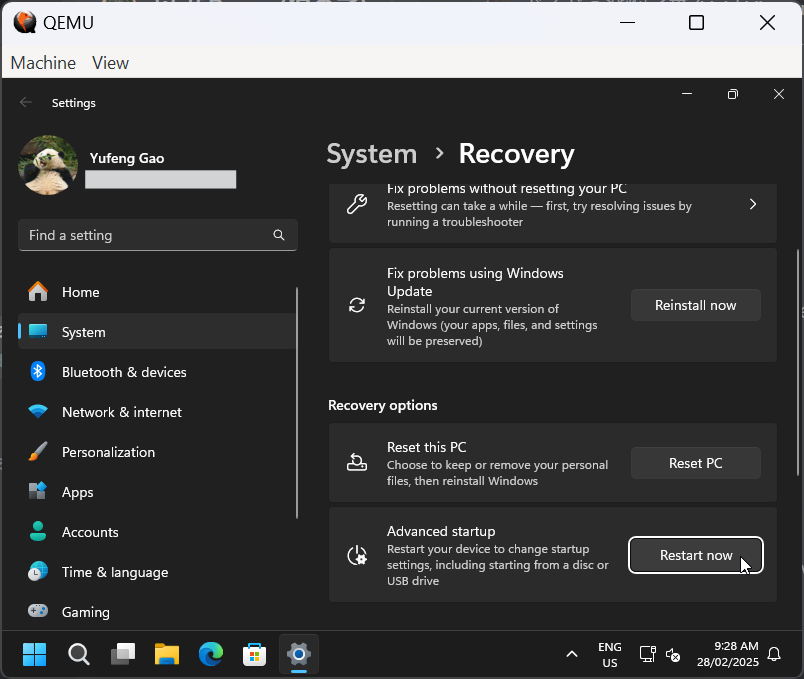 QEMU
Machine View
Settings
Yufeng Gao
Find a setting
Home
System
Bluetooth & devices
Network & internet
Personalization
Apps
Accounts
Time & language
Gaming
System > Recovery
Fix problems without resetting your PC
Resetting can take a while — first, try resolving issues by
running a troubleshooter
Fix problems using Windows
Update
Reinstall your current version of
Windows (your apps, files, and settings
will be preserved)
Reinstall now
Recovery options
Reset this PC
Choose to keep or remove your personal
files, then reinstall Windows
Reset PC
Advanced startup
Restart your device to change startup
settings, including starting from a disc or
USB drive
Restart now
ENG
US
9:28 AM
28/02/2025